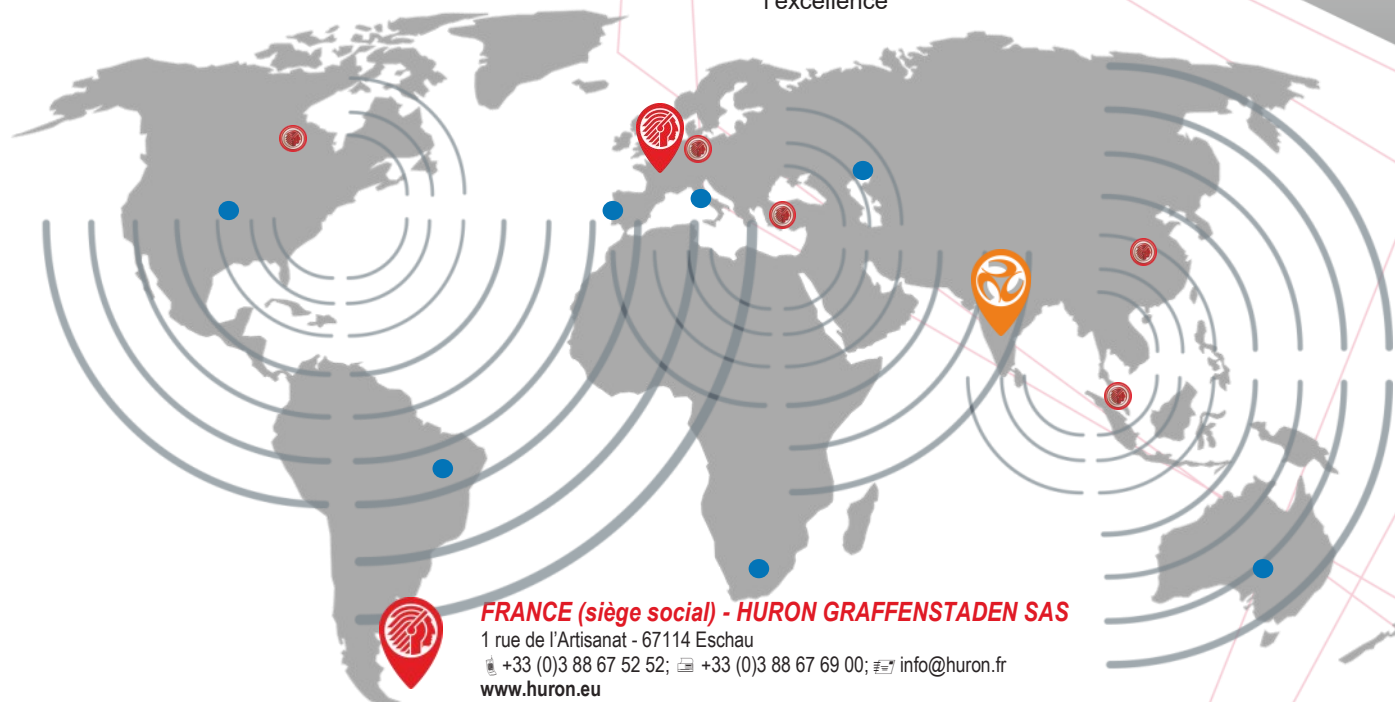 l'excellence
FRANCE (siège social) - HURON GRAFFENSTADEN SAS
1 rue de l'Artisanat - 67114 Eschau
+33 (0)3 88 67 52 52; +33 (0)3 88 67 69 00; info@huron.fr
www.huron.eu